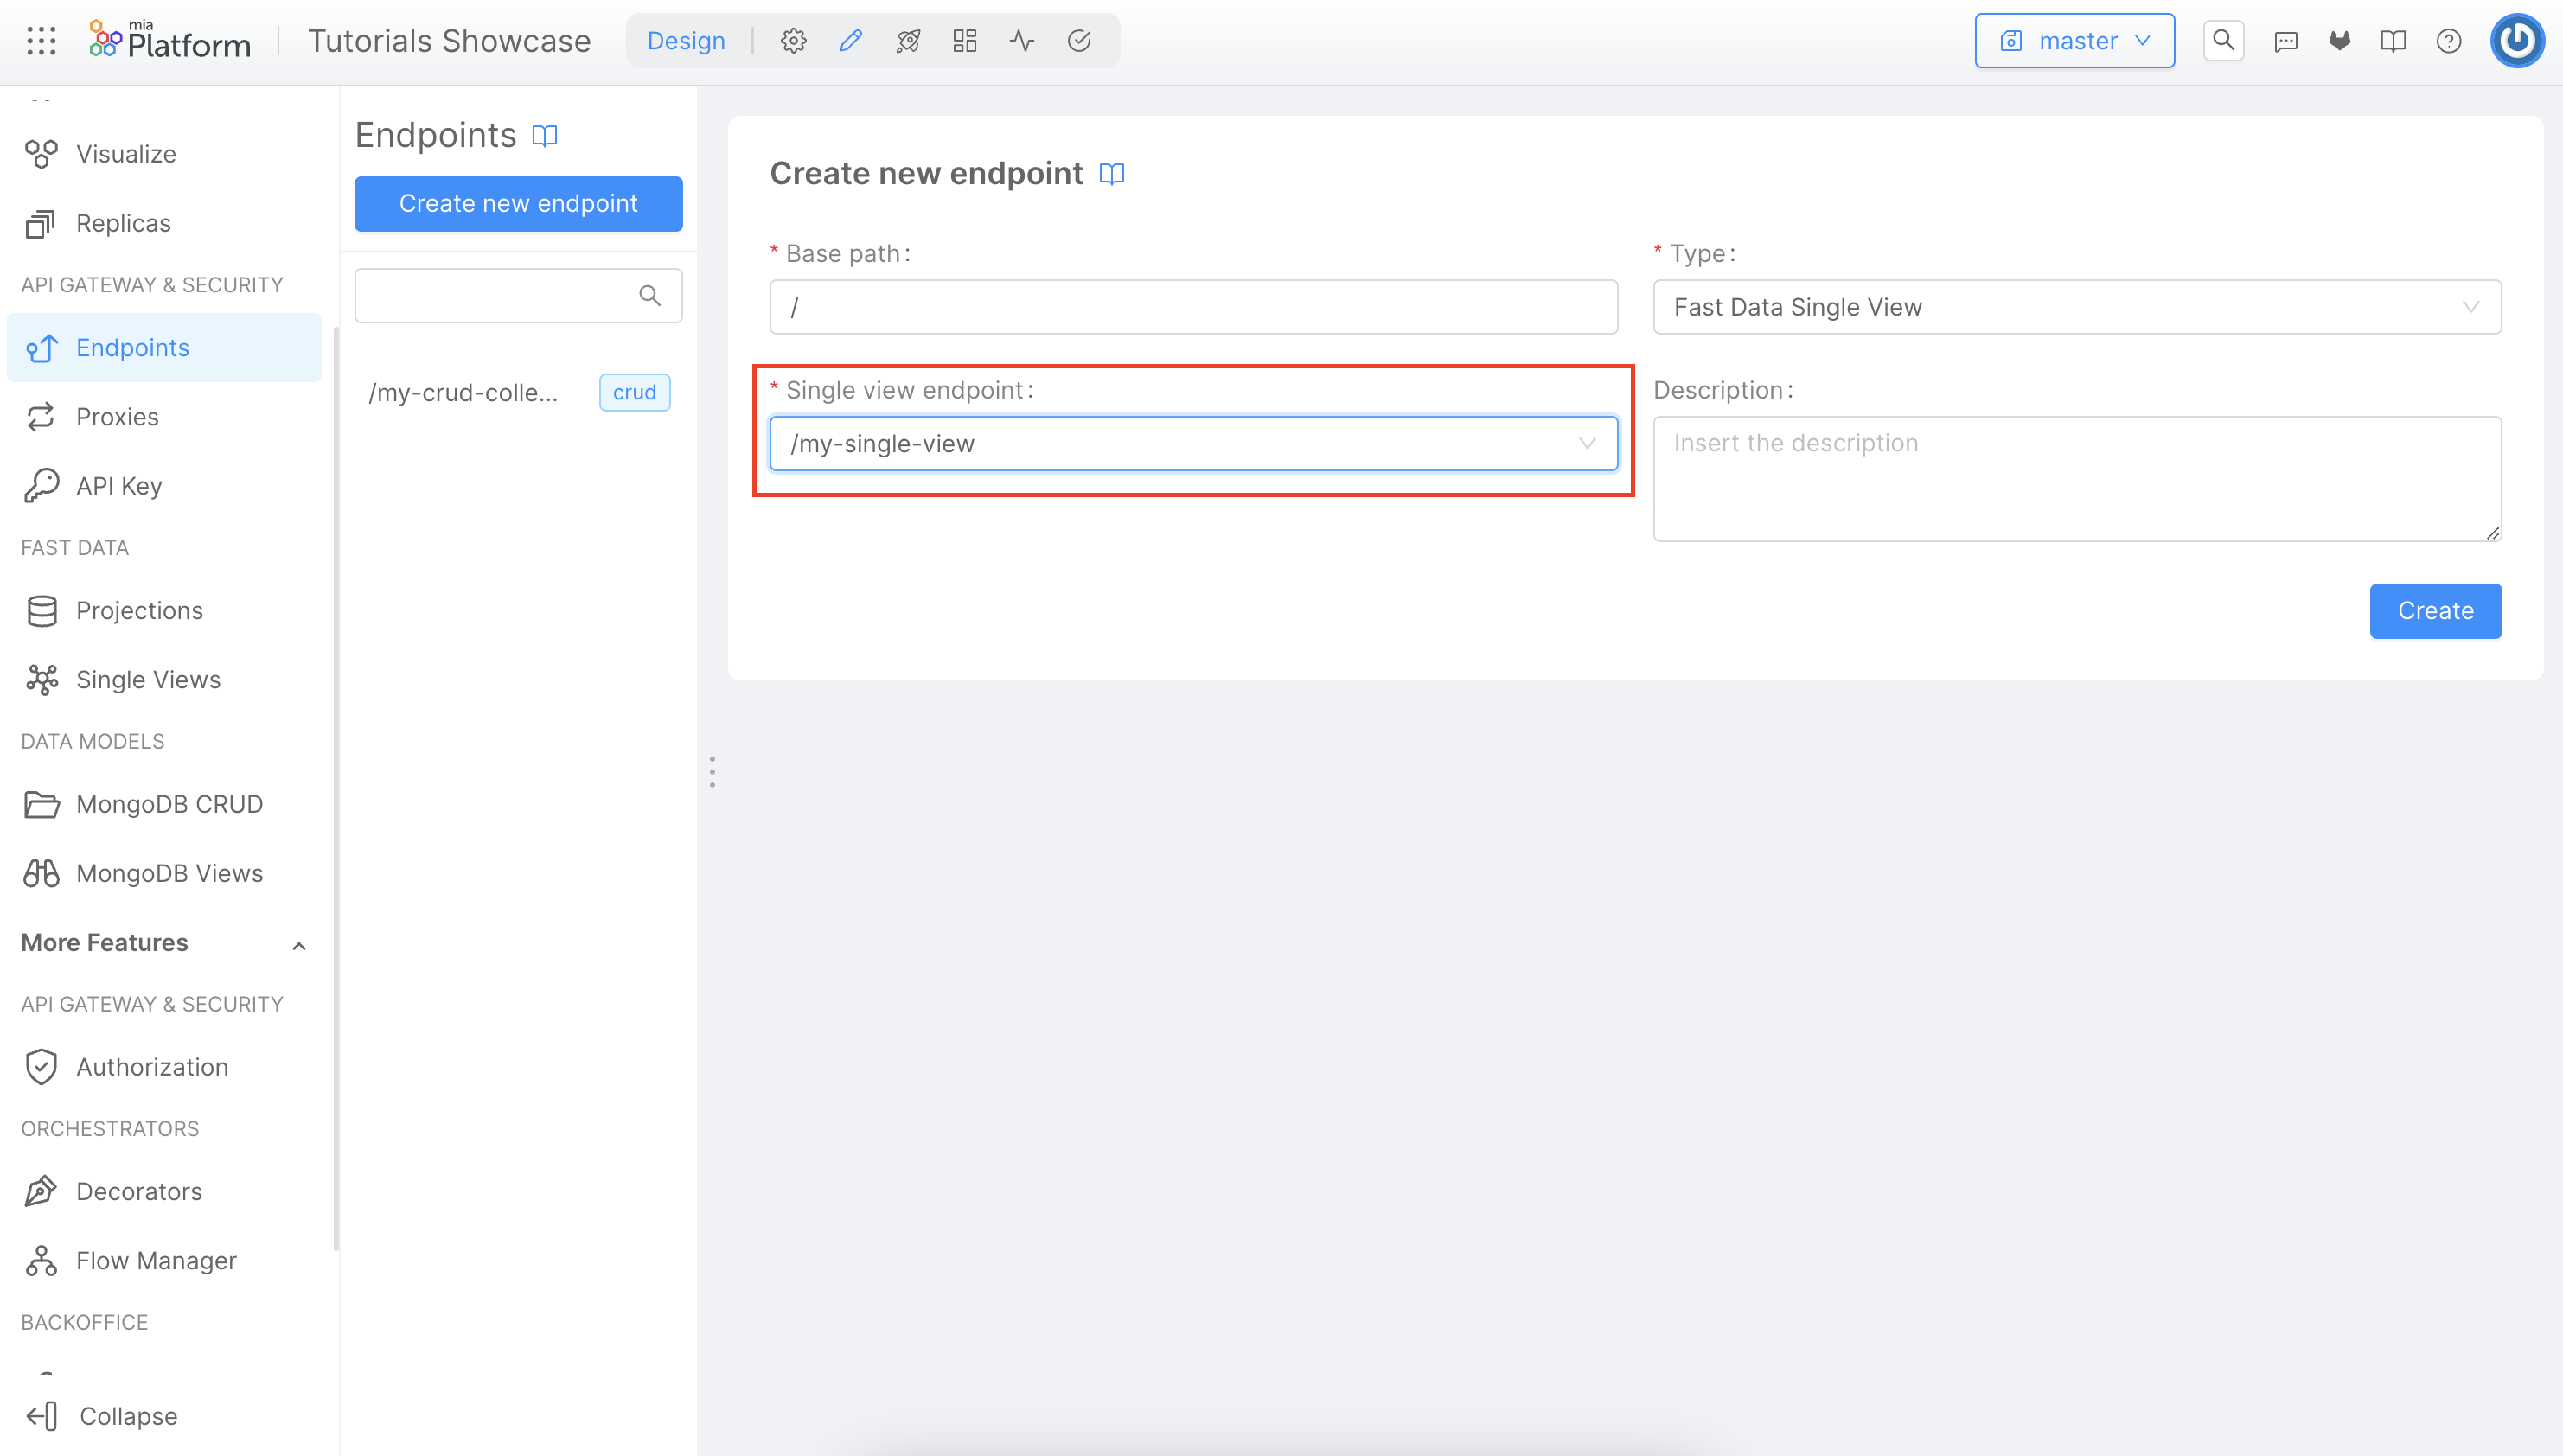 mia
Platform
Tutorials Showcase
Design
master
Visualize
Replicas
API GATEWAY & SECURITY
Endpoints
Proxies
API Key
FAST DATA
Projections
Single Views
DATA MODELS
MongoDB CRUD
MongoDB Views
More Features
API GATEWAY & SECURITY
Authorization
ORCHESTRATORS
Decorators
Flow Manager
BACKOFFICE
Collapse
Endpoints
Create new endpoint
/my-crud-colle... crud
Create new endpoint
* Base path:
/
* Type:
Fast Data Single View
* Single view endpoint:
/my-single-view
Description:
Insert the description
Create